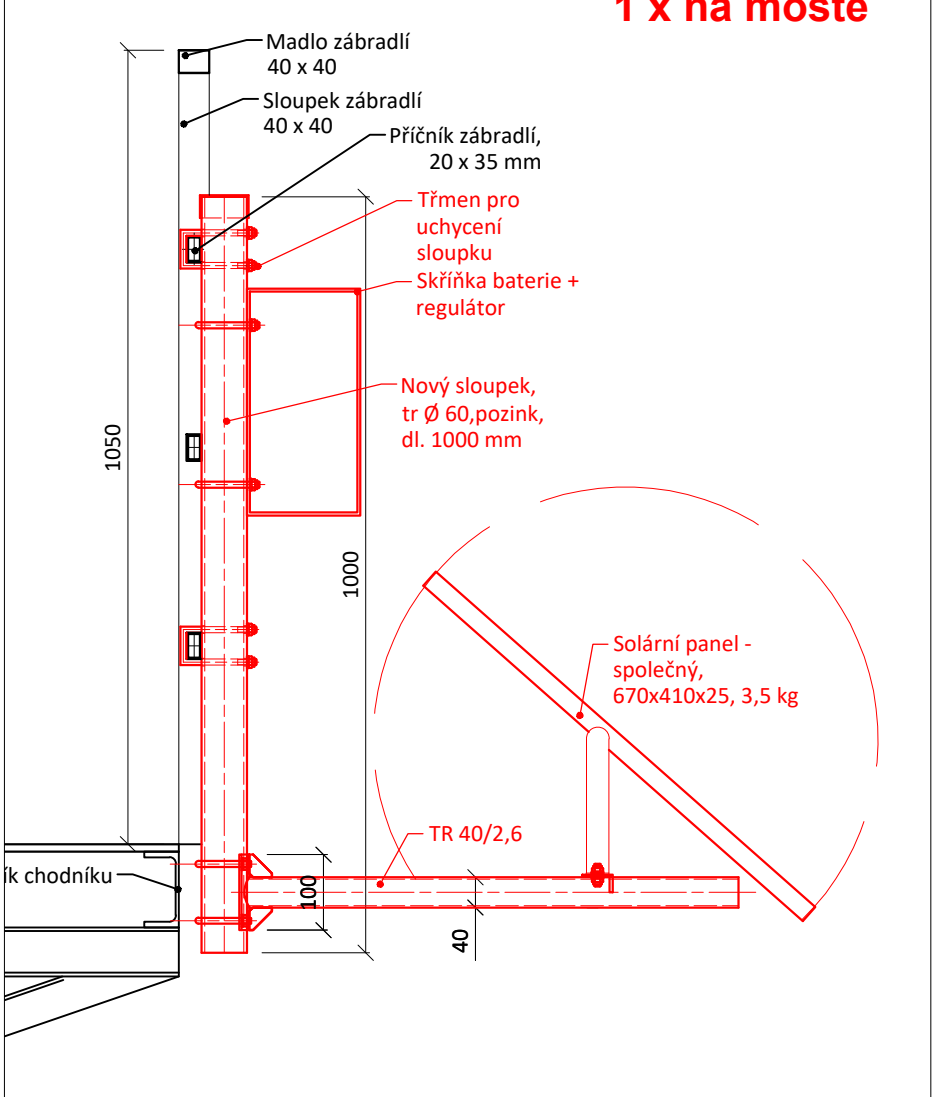 1 x na mostě
Madlo zábradlí
40 x 40
Sloupek zábradlí
40 x 40
Příčník zábradlí,
20 x 35 mm
Třmen pro
uchycení
sloupku
Skříňka baterie +
regulátor
Nový sloupek,
tr Ø 60,pozink,
dl. 1000 mm
1050
1000
Solární panel -
společný,
670x410x25, 3,5 kg
TR 40/2,6
ík chodníku
100
40